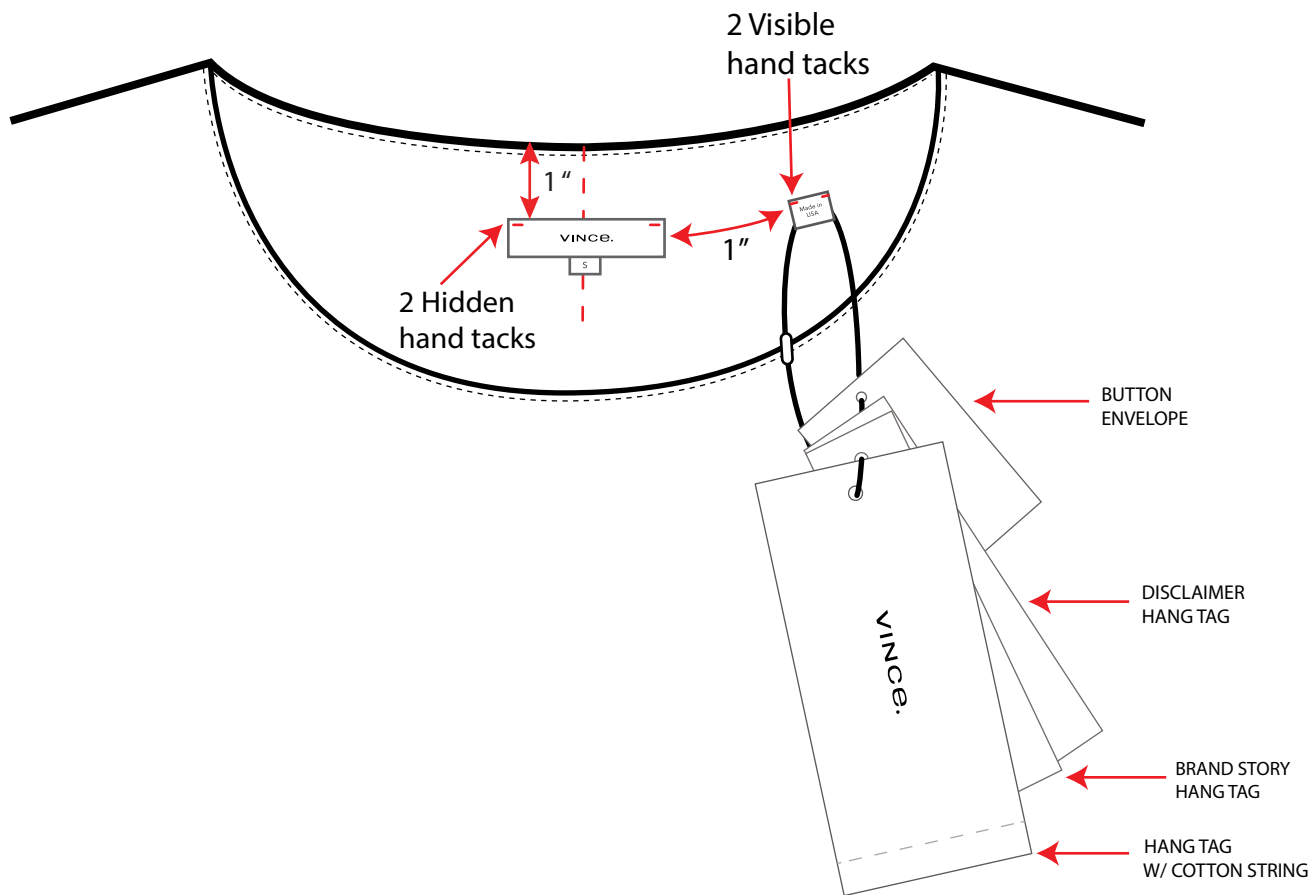 2 Visible
hand tacks
1 “
Made in
USA
VINCE.
1”
S
2 Hidden
hand tacks
BUTTON
ENVELOPE
DISCLAIMER
HANG TAG
VINCE.
BRAND STORY
HANG TAG
HANG TAG
W/ COTTON STRING